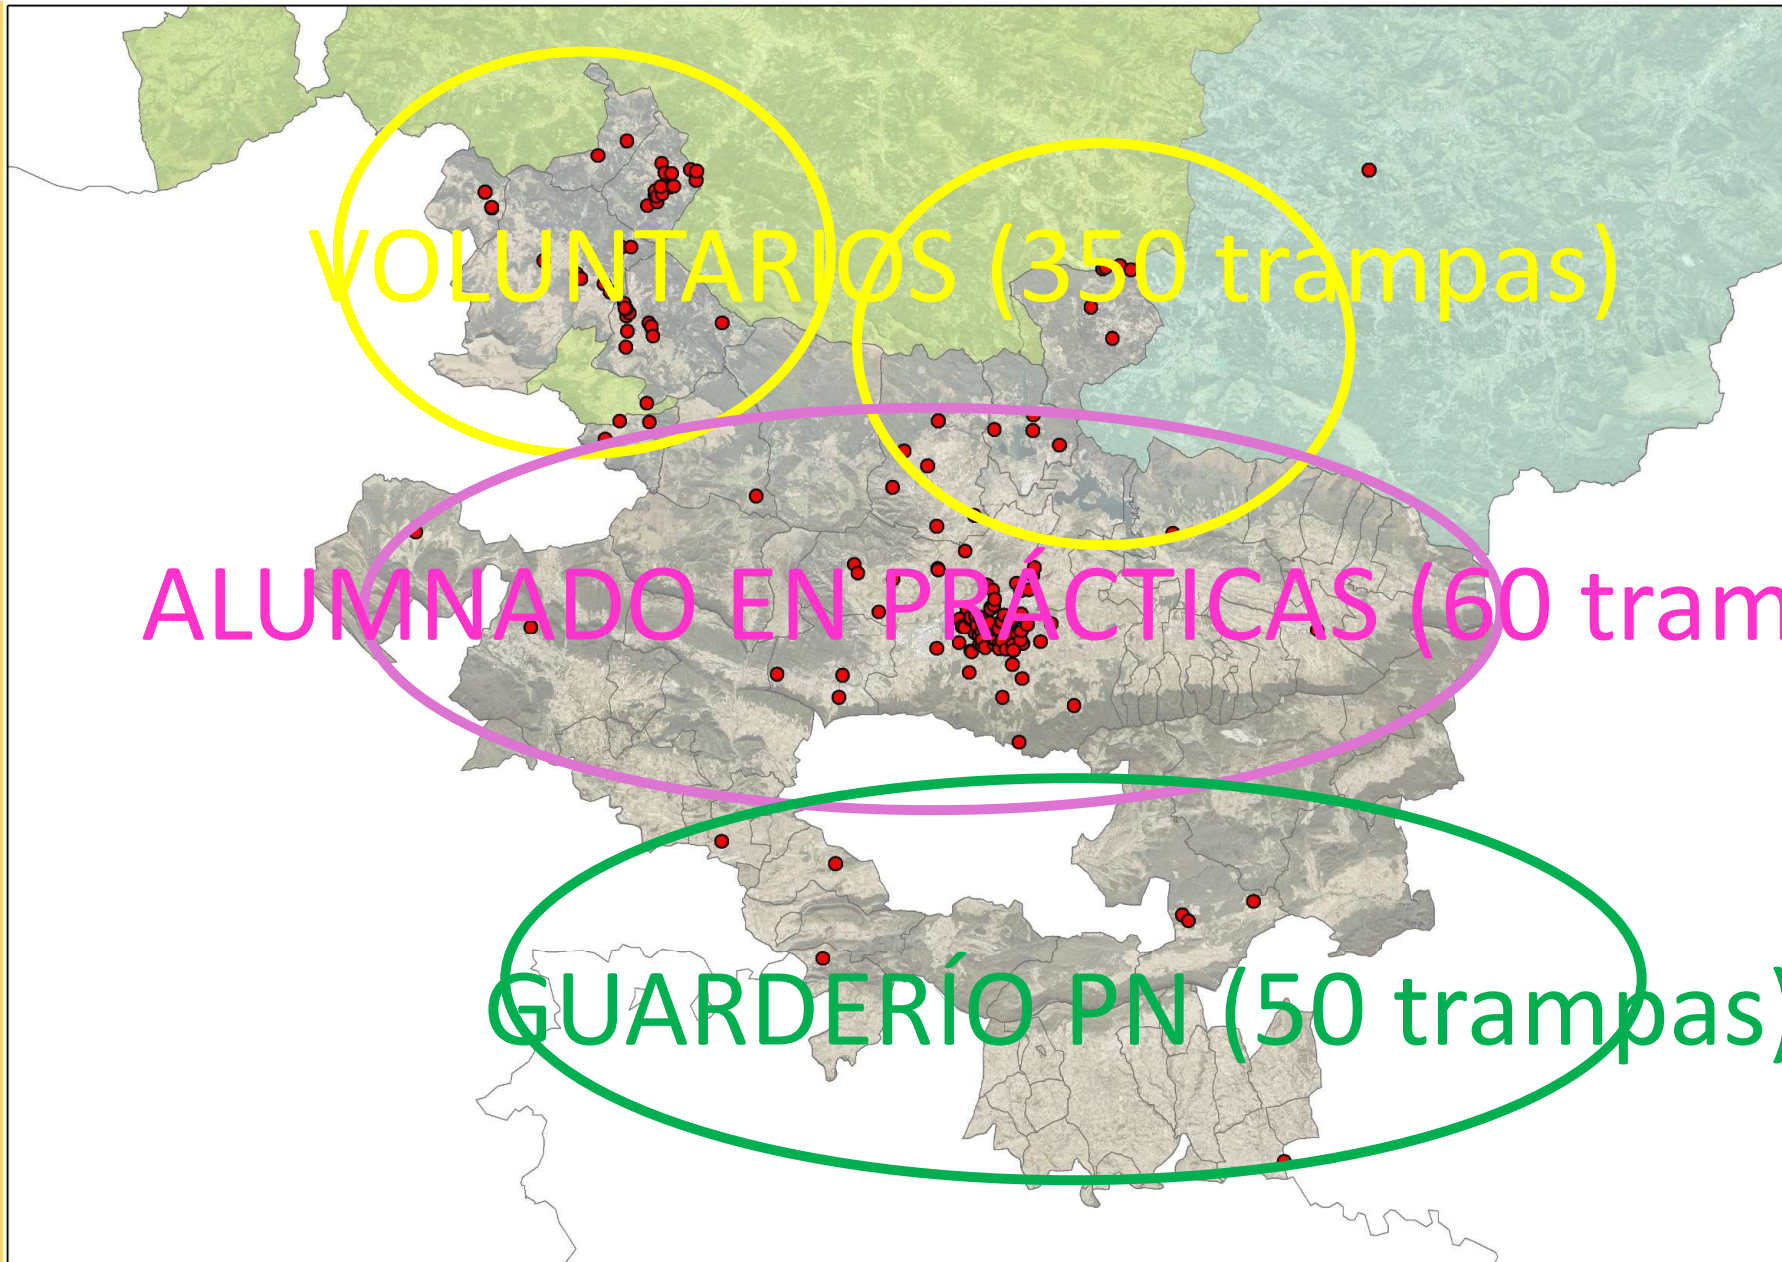 VOLUNTARIOS (350 trampas)
ALUMNADO EN PRÁCTICAS (60 tram
GUARDERÍO PN (50 trampas)